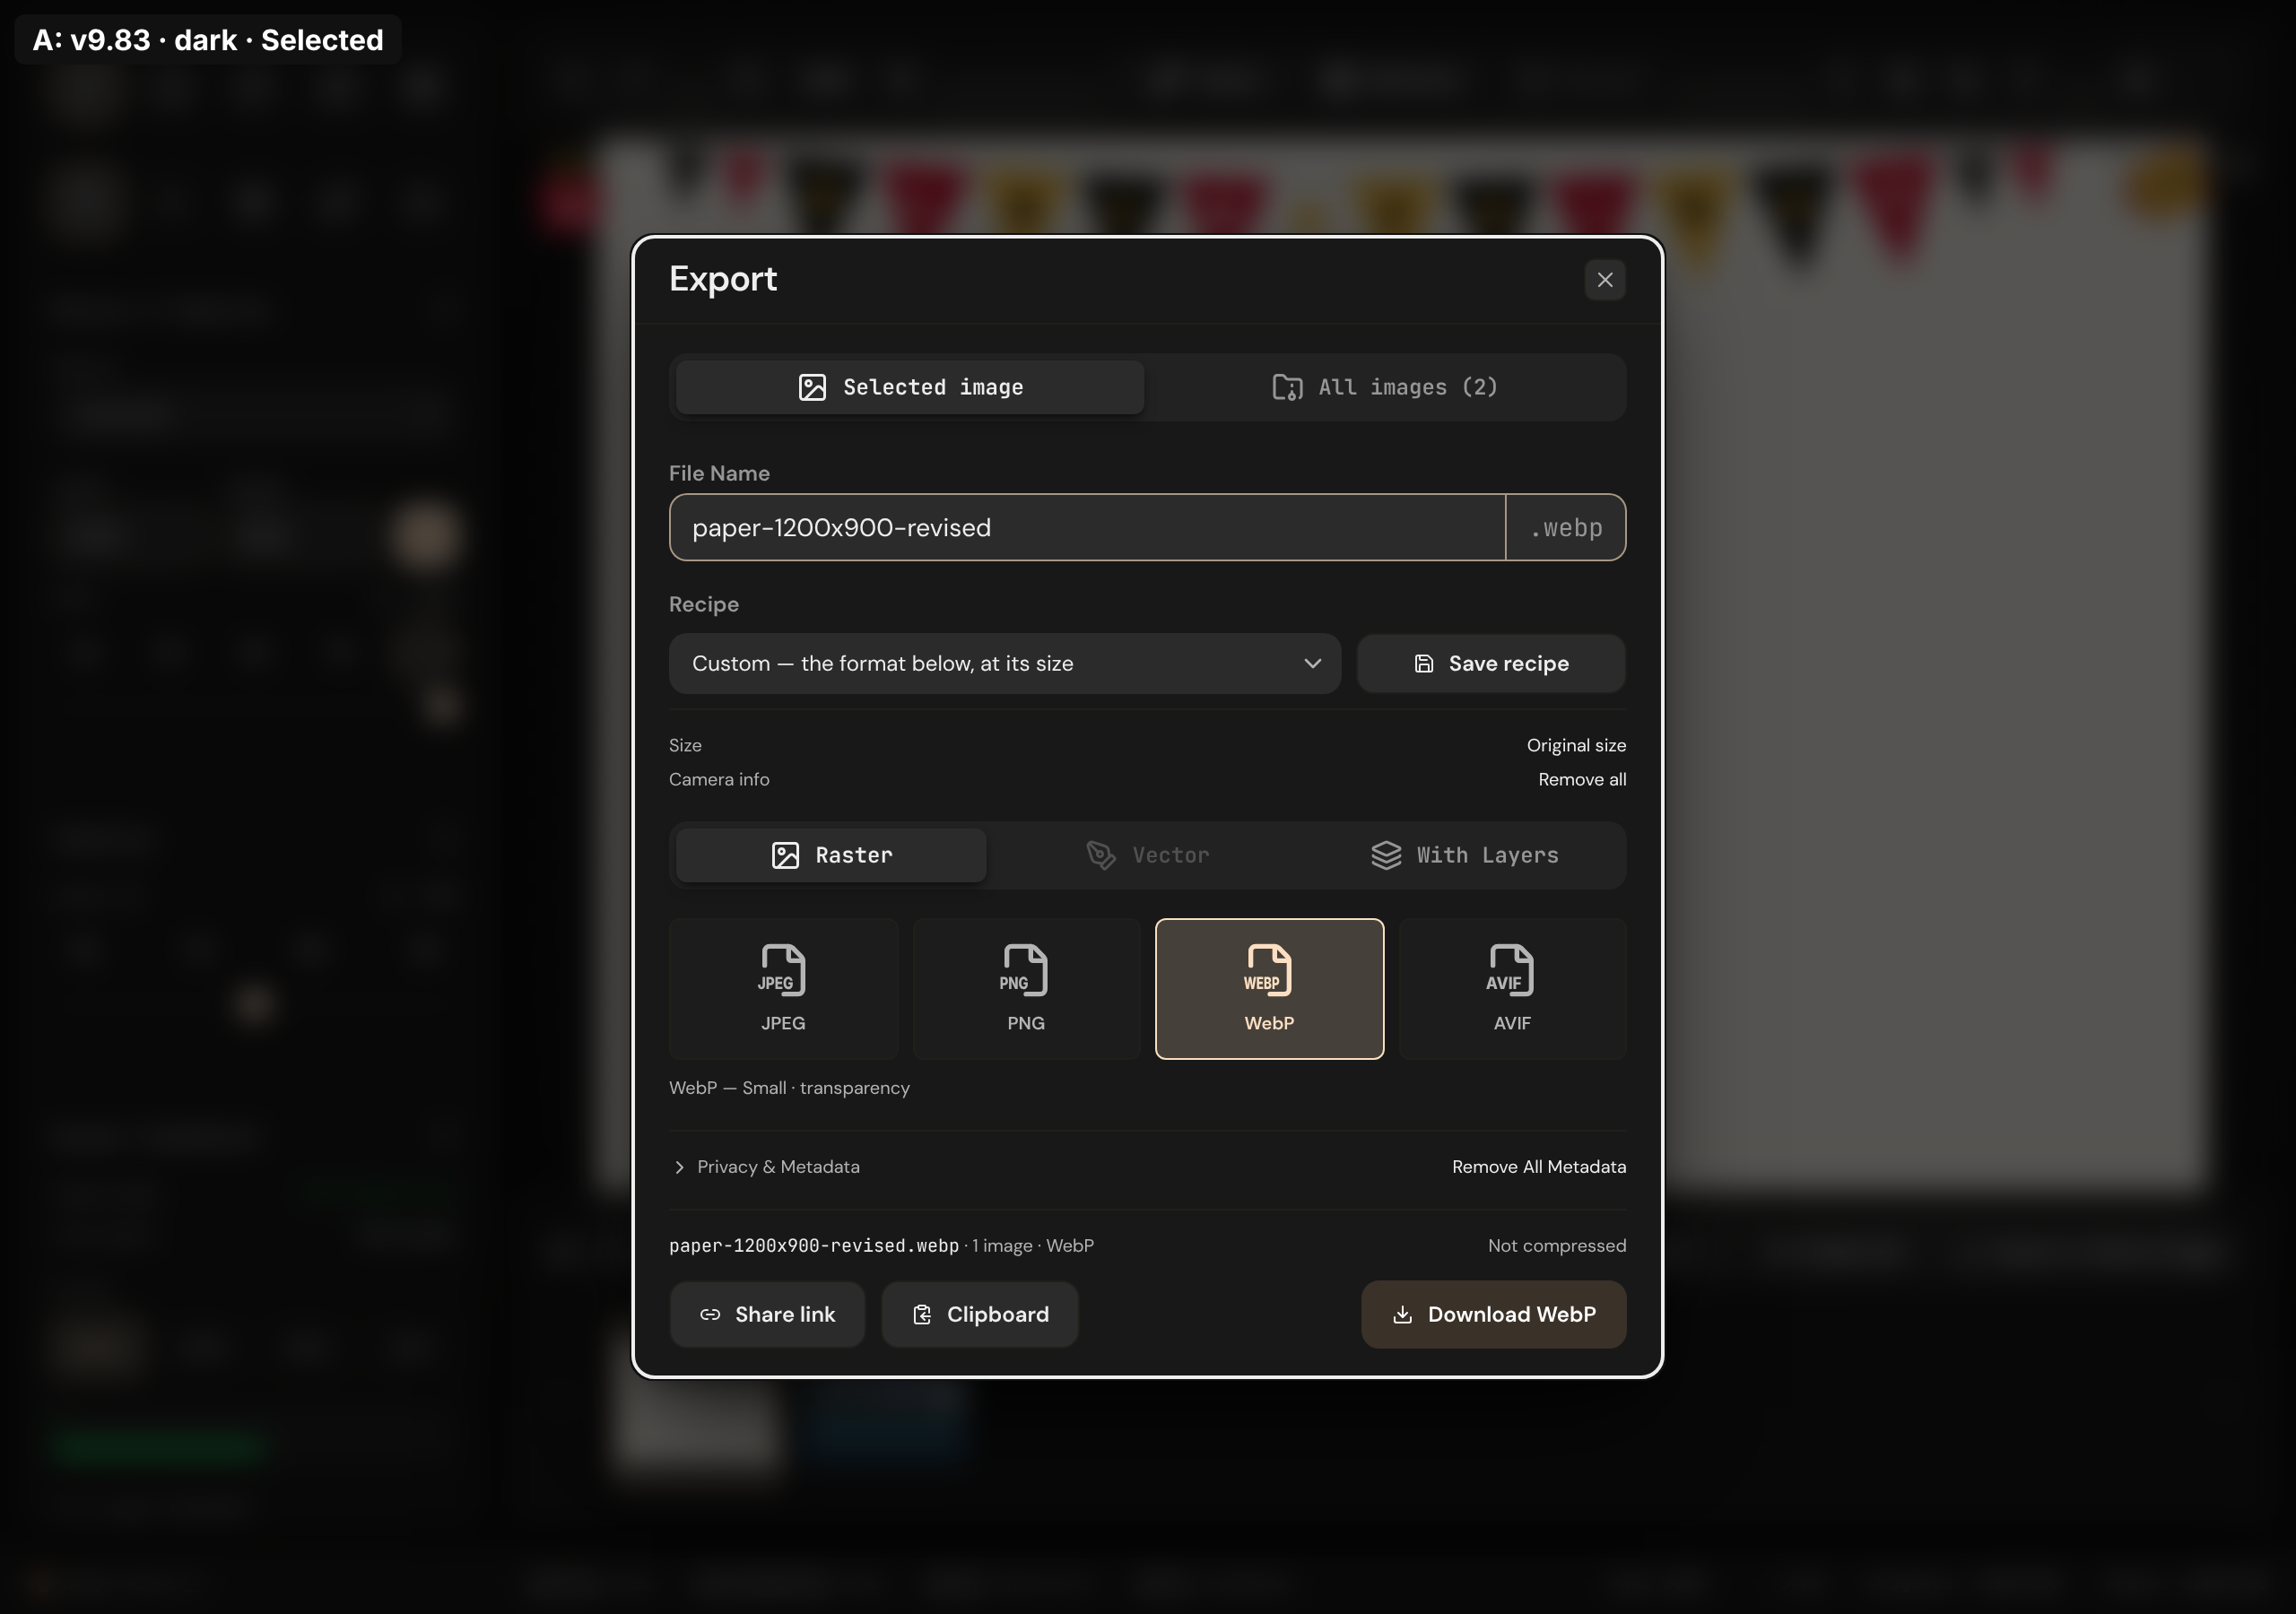 A: v9.83 · dark · Selected
Export
Selected image
All images (2)
File Name
paper-1200x900-revised
.webp
Recipe
Custom — the format below, at its size
Save recipe
Size
Original size
Camera info
Remove all
Raster
Vector
With Layers
JPEG
PNG
WEBP
AVIF
JPEG
PNG
WebP
AVIF
WebP — Small · transparency
Privacy & Metadata
Remove All Metadata
paper-1200x900-revised.webp · 1 image · WebP
Not compressed
Share link
Clipboard
Download WebP